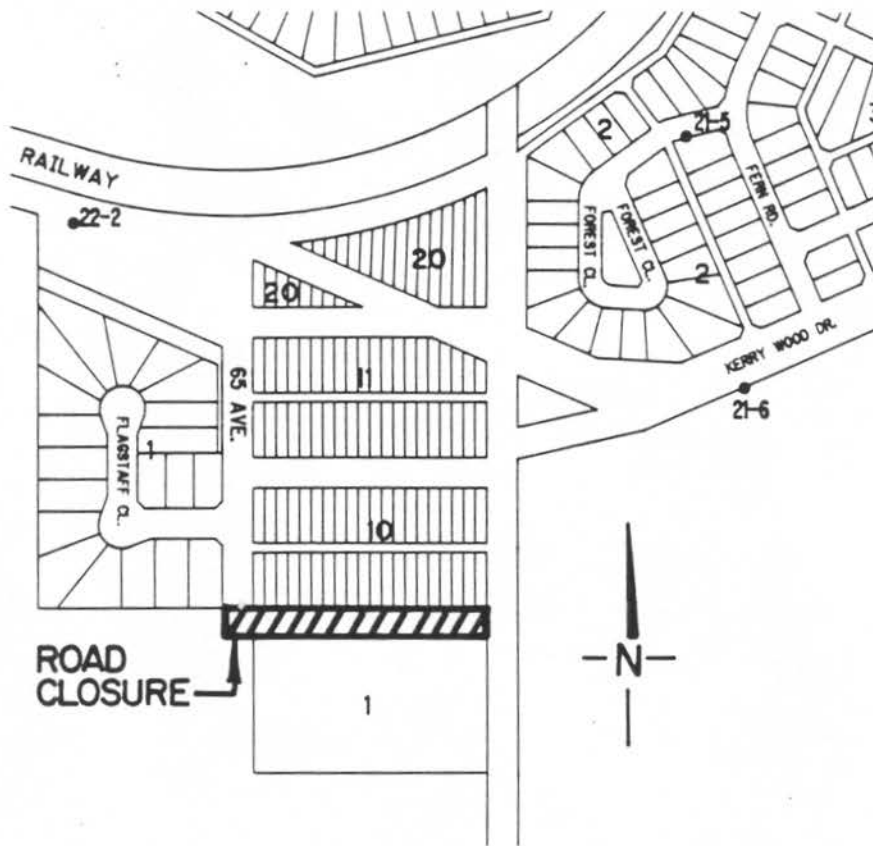 RAILWAY
22-2
2
21-5
3
FERN RD.
FOREST CL.
FOREST CL.
20
20
2
KERRY WOOD DR.
21-6
11
65 AVE.
FLAGSTAFF CL.
1
10
ROAD
CLOSURE
1
N